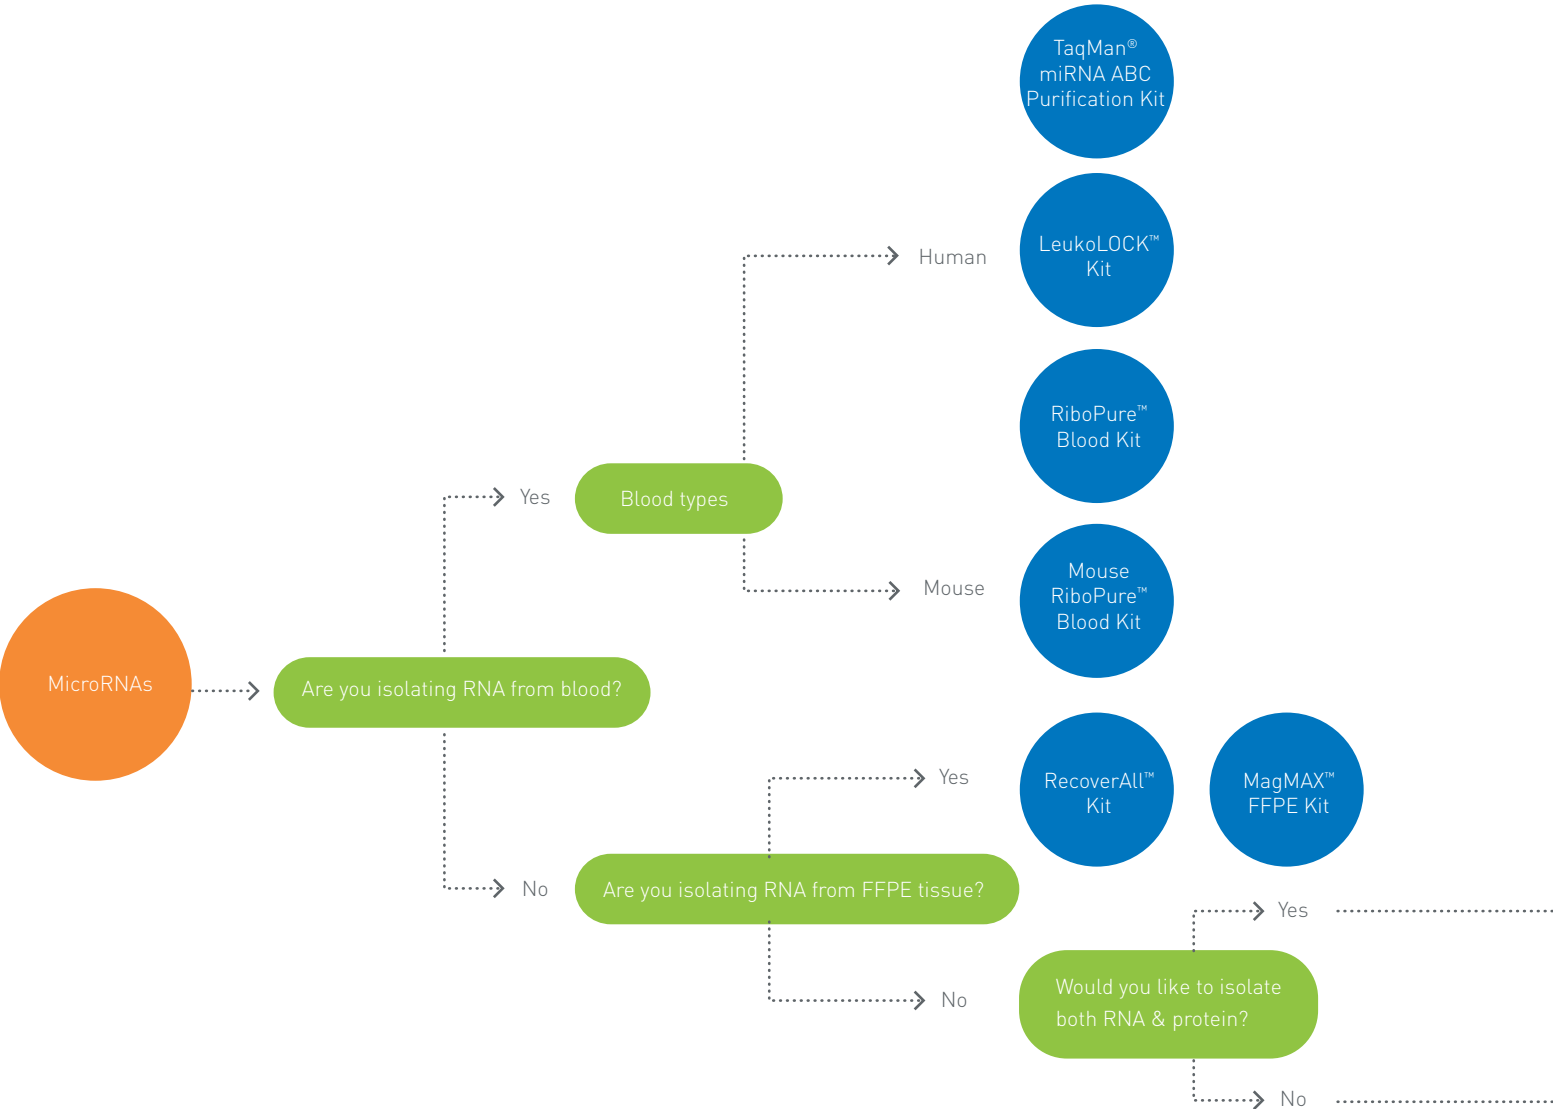 TaqMan®
miRNA ABC
Purification Kit
Human
LeukoLOCK™
Kit
RiboPure™
Blood Kit
Yes
Blood types
Mouse
Mouse
RiboPure™
Blood Kit
MicroRNAs
Are you isolating RNA from blood?
Yes
RecoverAll™
Kit
MagMAX™
FFPE Kit
No
Are you isolating RNA from FFPE tissue?
Yes
No
Would you like to isolate
both RNA & protein?
No